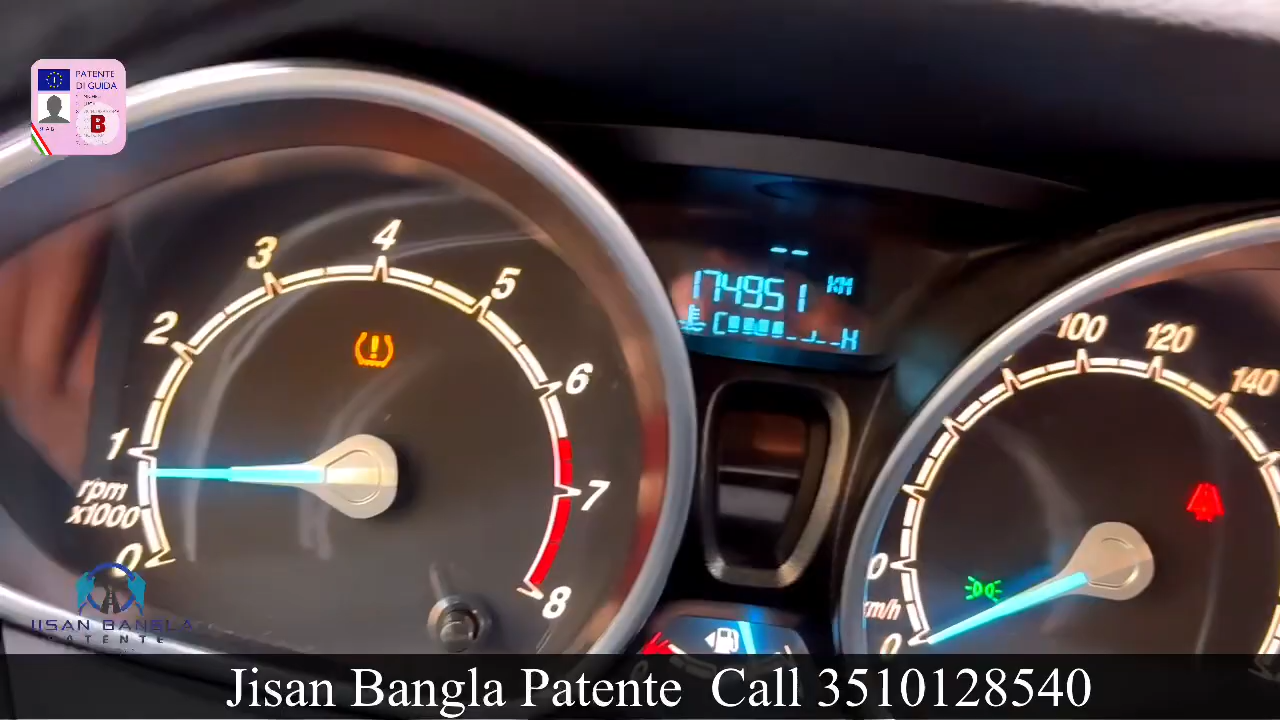 PATENTE
DI GUIDA
B
4
3
5
2
6
1
7
rpm
x1000
0
8
--
174951 KM
C H
100
120
140
km/h
0
0
JISAN BANGLA
PATENTE
Jisan Bangla Patente Call 3510128540